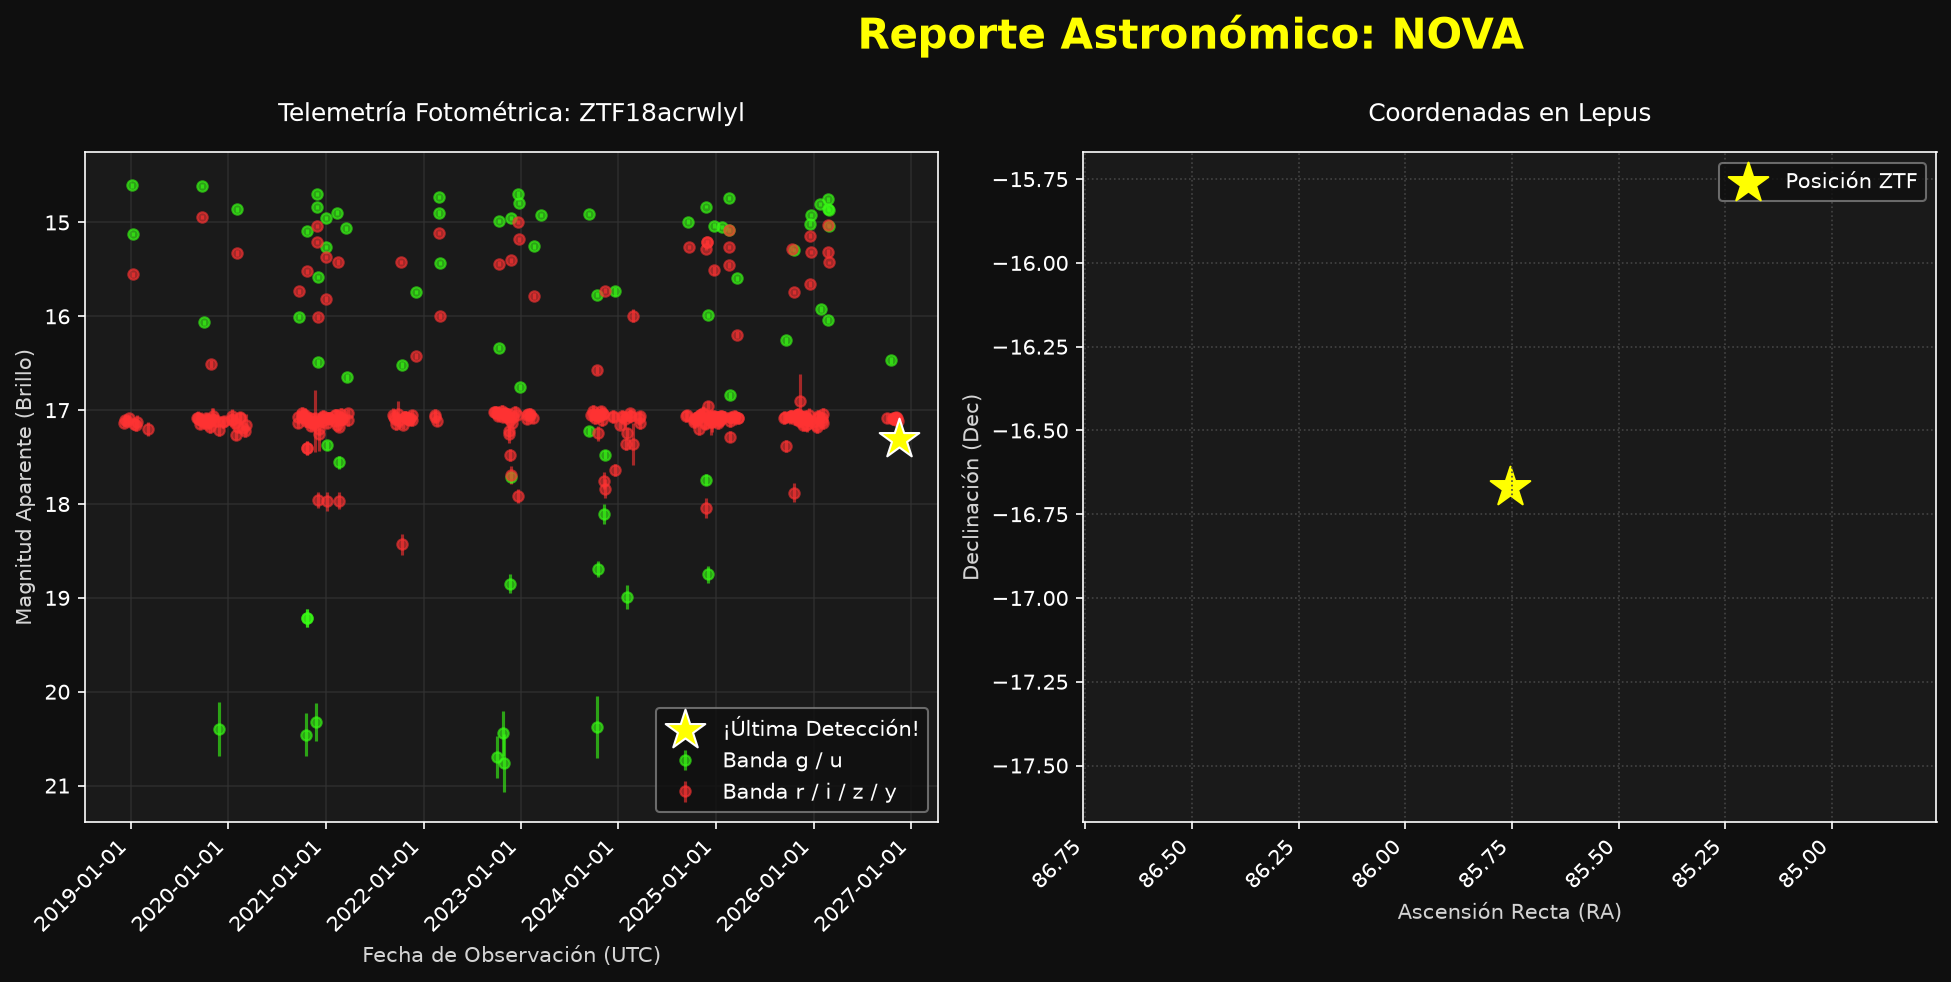 Reporte Astronómico: NOVA
Telemetría Fotométrica: ZTF18acrwlyl
Magnitud Aparente (Brillo)
15
16
17
18
19
20
21
¡Última Detección!
Banda g / u
Banda r / i / z / y
2019-01-01
2020-01-01
2021-01-01
2022-01-01
2023-01-01
2024-01-01
2025-01-01
2026-01-01
2027-01-01
Fecha de Observación (UTC)
Coordenadas en Lepus
Declinación (Dec)
−15.75
−16.00
−16.25
−16.50
−16.75
−17.00
−17.25
−17.50
Posición ZTF
86.75
86.50
86.25
86.00
85.75
85.50
85.25
85.00
Ascensión Recta (RA)